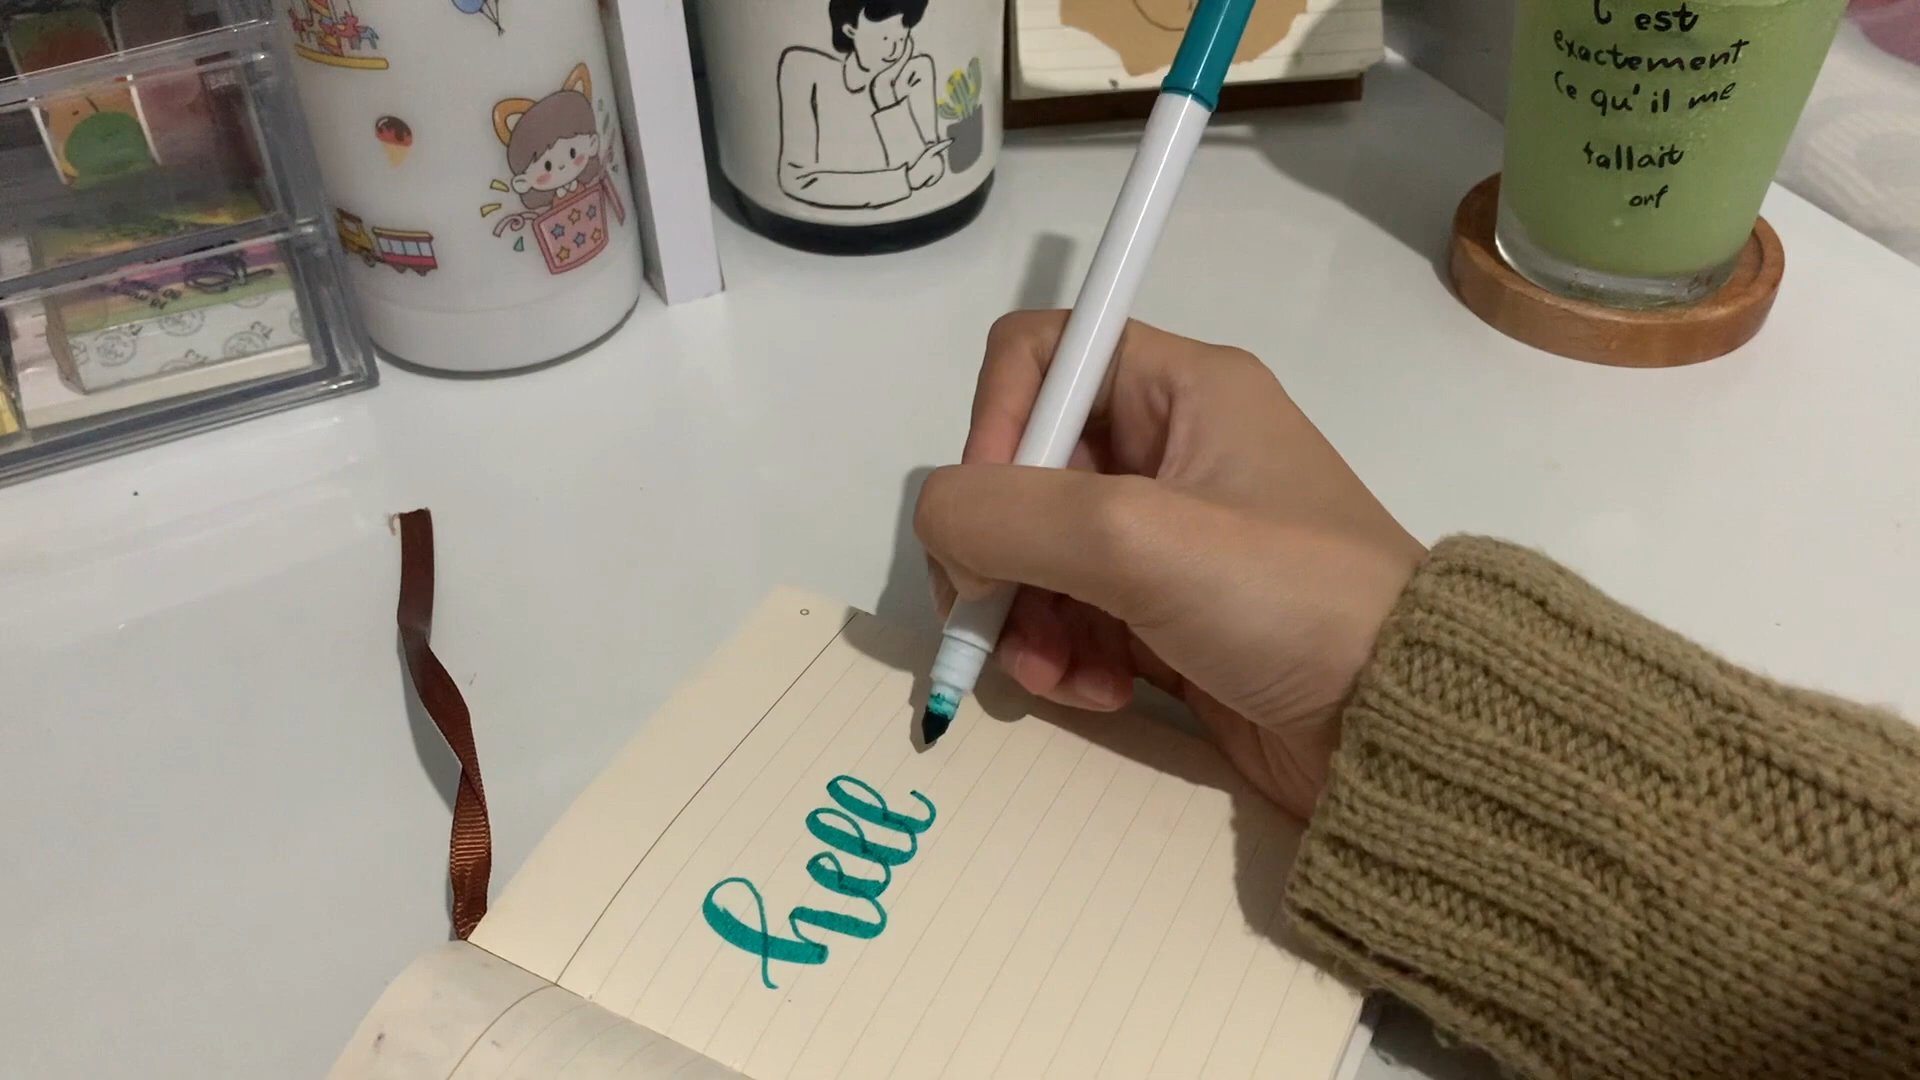 C'est
exactement
ce qu'il me
fallait
hell